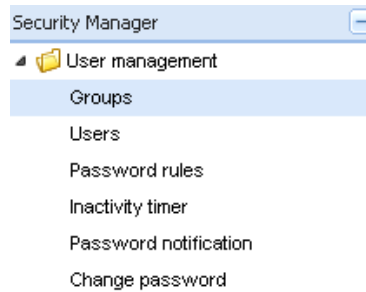 Security Manager
User management
Groups
Users
Password rules
Inactivity timer
Password notification
Change password